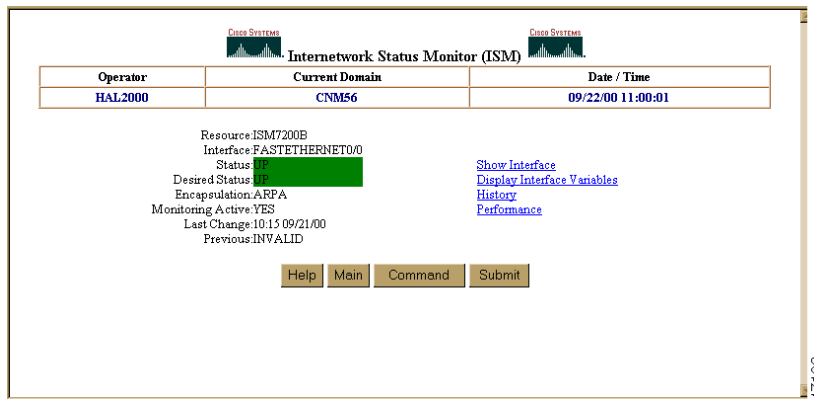 CISCO SYSTEMS CISCO SYSTEMS
Internetwork Status Monitor (ISM)
Operator Current Domain Date / Time
HAL2000 CNM56 09/22/00 11:00:01
Resource:ISM7200B
Interface:FASTETHERNET0/0
Status:UP Show Interface
Desired Status:UP Display Interface Variables
Encapsulation:ARPA History
Monitoring Active:YES Performance
Last Change:10:15 09/21/00
Previous:INVALID
Help Main Command Submit